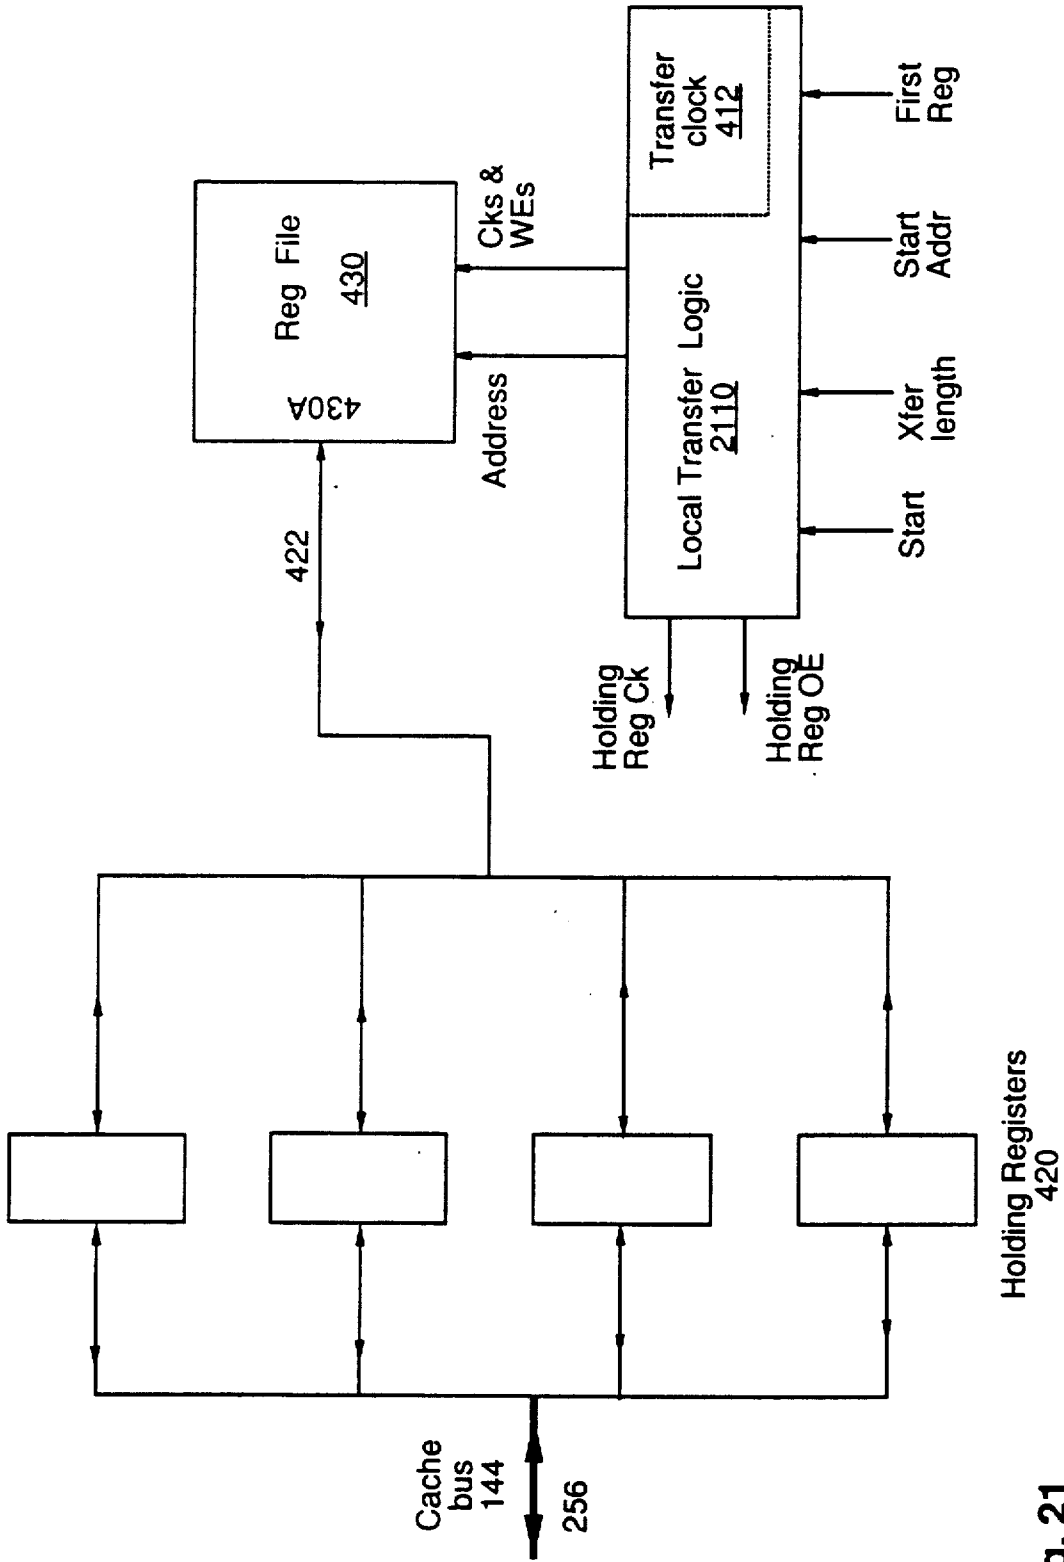 Cache
bus
144
256
Holding Registers
420
422
Reg File
430
430A
Address
Cks &
WEs
Holding
Reg Ck
Holding
Reg OE
Local Transfer Logic
2110
Transfer
clock
412
Start
Xfer
length
Start
Addr
First
Reg
21